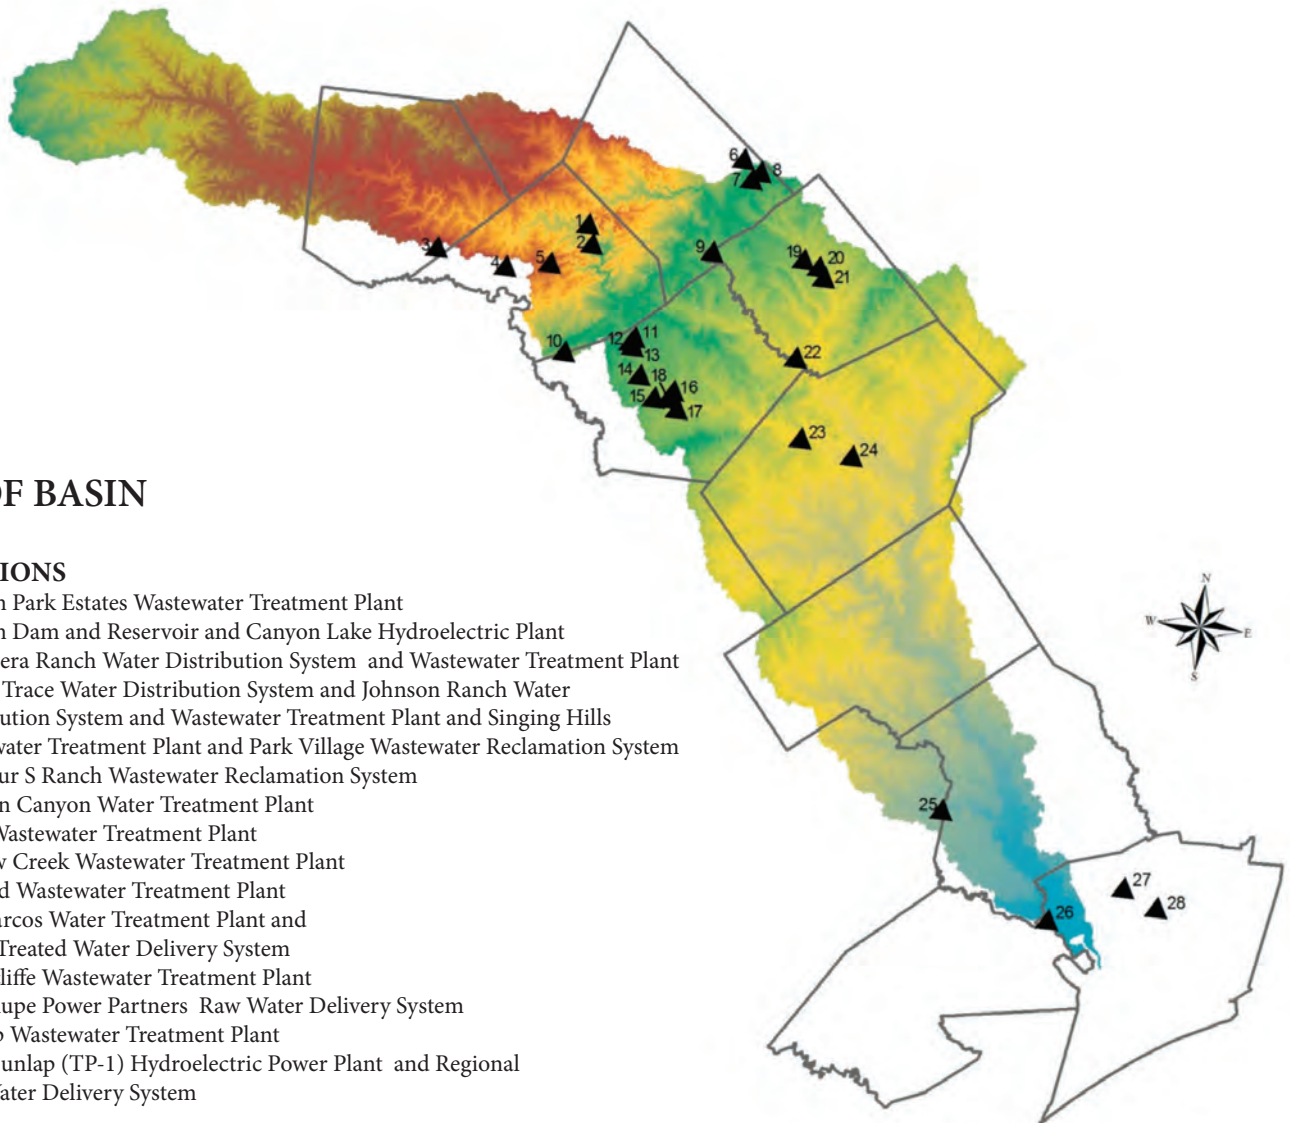 6
8
7
1
2
3
4
5
9
19
20
21
10
12
11
13
22
14
18
16
15
17
23
24
OF BASIN
N
W
E
S
IONS
n Park Estates Wastewater Treatment Plant
n Dam and Reservoir and Canyon Lake Hydroelectric Plant
era Ranch Water Distribution System and Wastewater Treatment Plant
Trace Water Distribution System and Johnson Ranch Water
ution System and Wastewater Treatment Plant and Singing Hills
water Treatment Plant and Park Village Wastewater Reclamation System
ur S Ranch Wastewater Reclamation System
n Canyon Water Treatment Plant
Wastewater Treatment Plant
w Creek Wastewater Treatment Plant
d Wastewater Treatment Plant
arcos Water Treatment Plant and
Treated Water Delivery System
liffe Wastewater Treatment Plant
lupe Power Partners Raw Water Delivery System
p Wastewater Treatment Plant
unlap (TP-1) Hydroelectric Power Plant and Regional
Water Delivery System
25
26
27
28